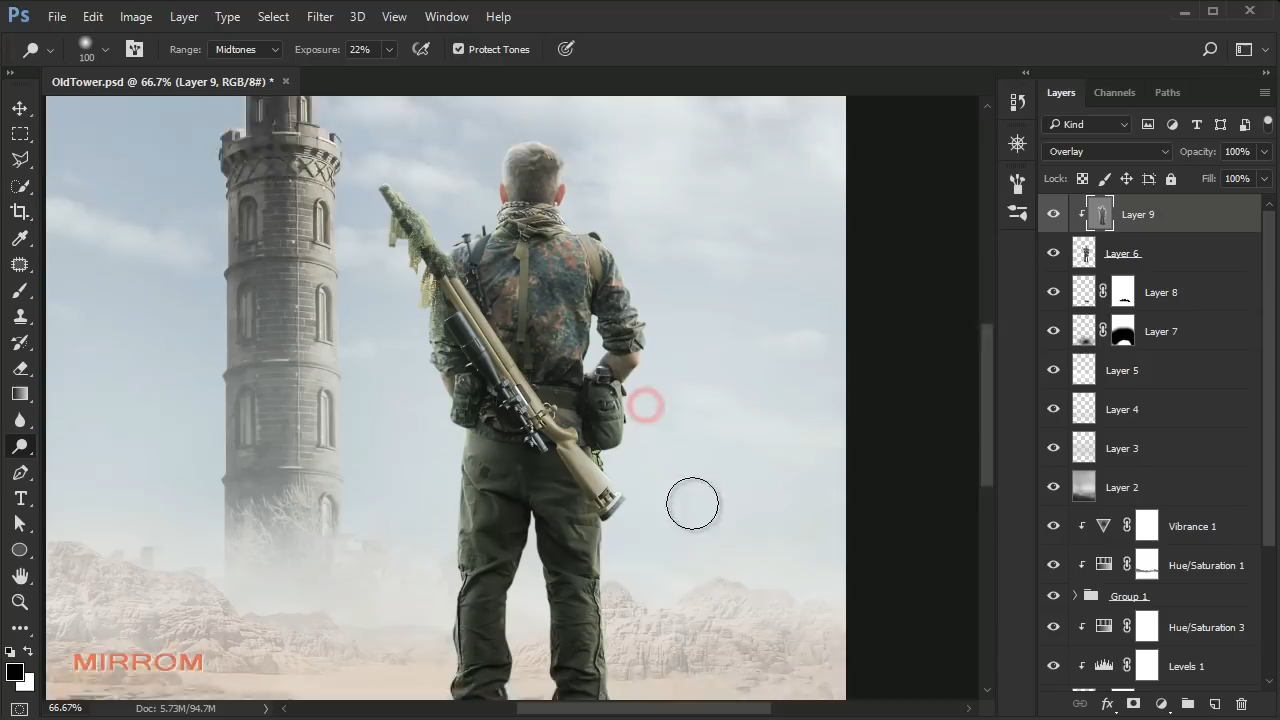 Ps File Edit Image Layer Type Select Filter 3D View Window Help
100 Range: Midtones Exposure: 22% Protect Tones
OldTower.psd @ 66.7% (Layer 9, RGB/8#) *
Layers Channels Paths
Kind
Overlay Opacity: 100%
Lock: Fill: 100%
Layer 9
Layer 6
Layer 8
Layer 7
Layer 5
Layer 4
Layer 3
Layer 2
Vibrance 1
Hue/Saturation 1
Group 1
Hue/Saturation 3
Levels 1
MIRROM
66.67% Doc: 5.73M/94.7M